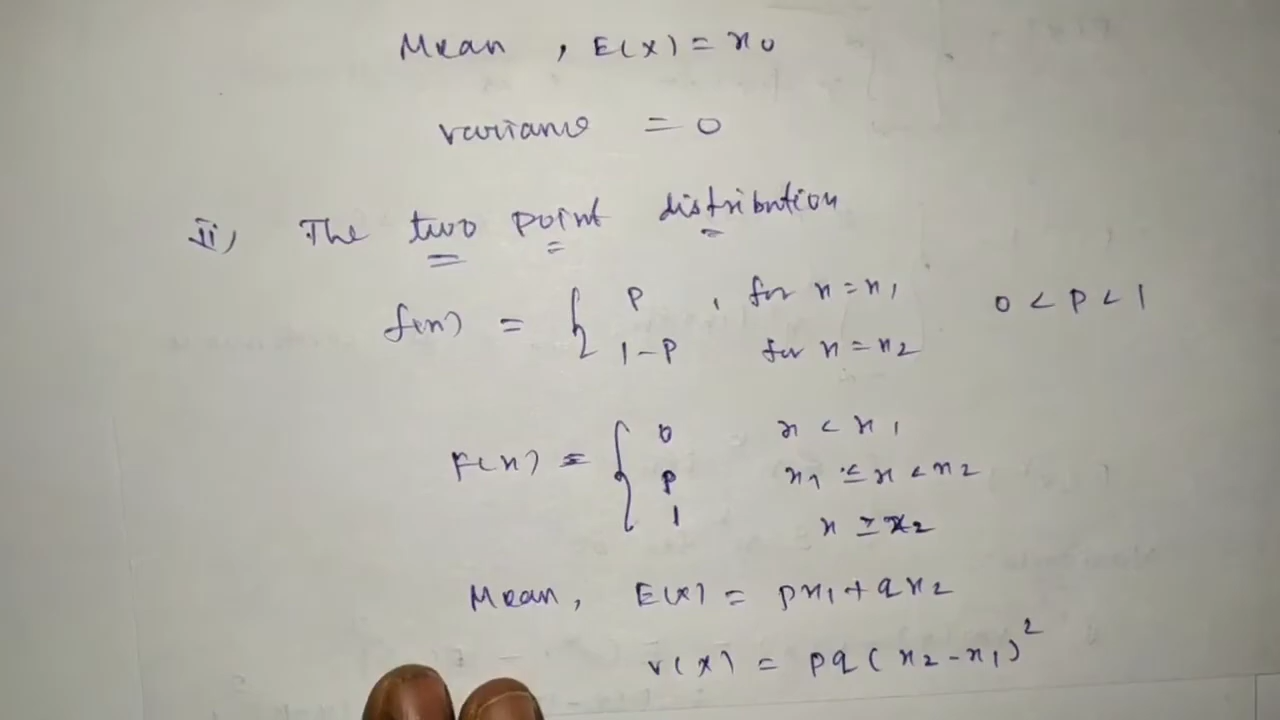 Mean , E(x) = x0
variance = 0
ii) The two point distribution
f(x) = { p , for x = x1 0 < p < 1
1-p for x = x2
F(x) = { 0 x < x1
p x1 ≤ x < x2
1 x ≥ x2
Mean, E(x) = px1 + qx2
v(x) = pq(x2-x1)²